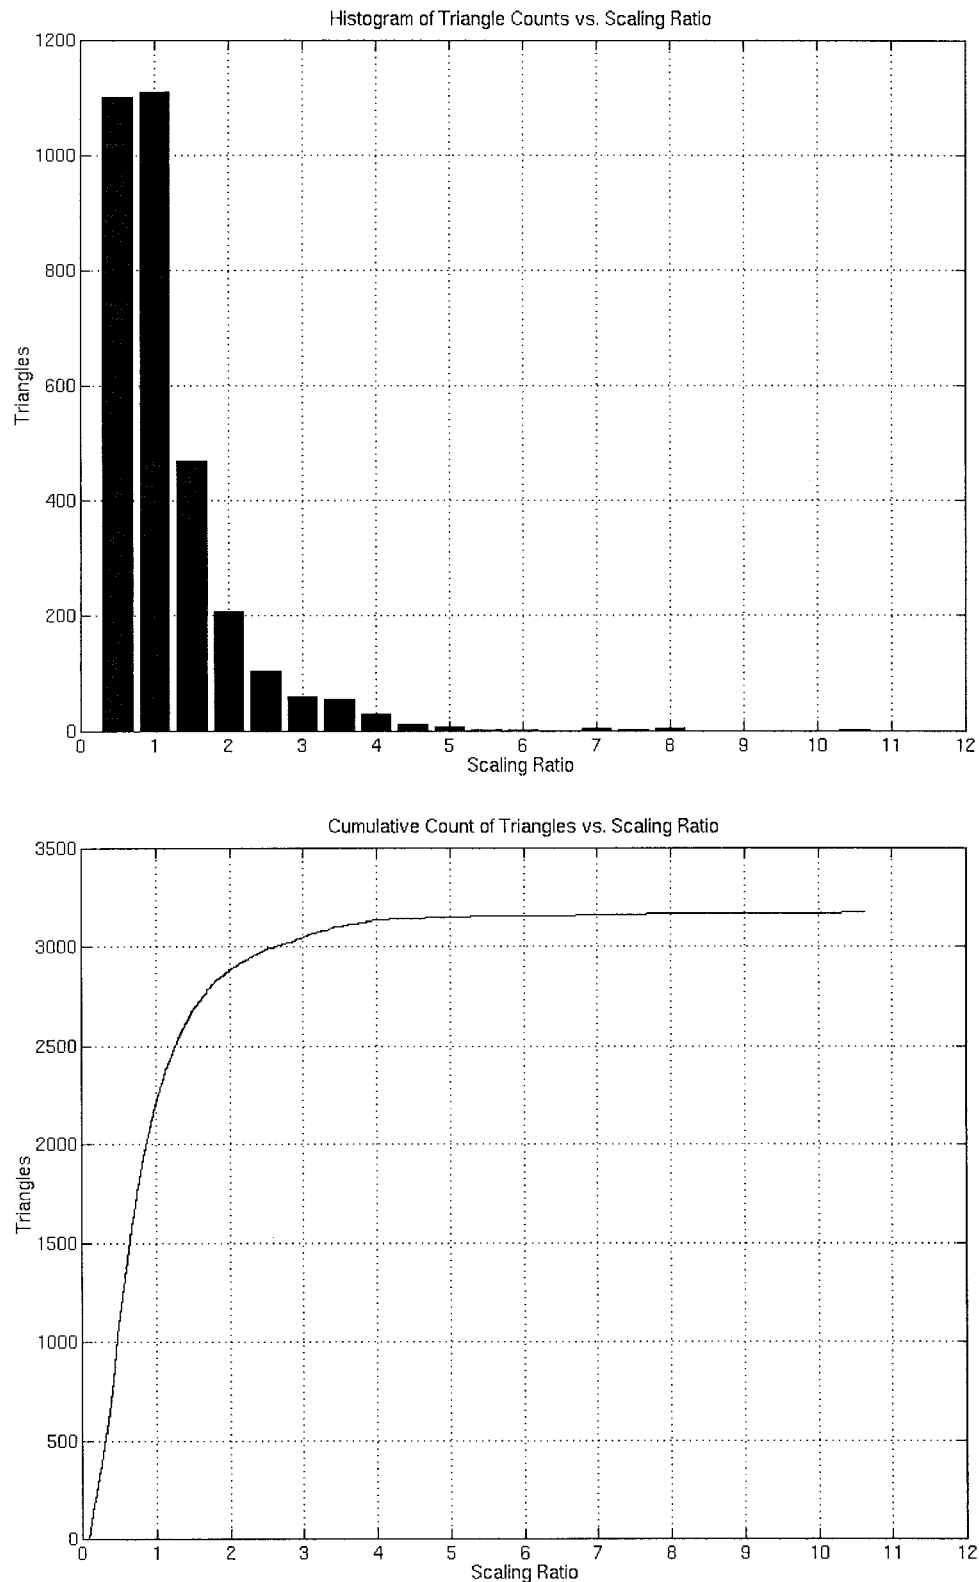 Histogram of Triangle Counts vs. Scaling Ratio
1200
1000
800
600
400
200
0
Triangles
0 1 2 3 4 5 6 7 8 9 10 11 12
Scaling Ratio
Cumulative Count of Triangles vs. Scaling Ratio
3500
3000
2500
2000
1500
1000
500
0
Triangles
0 1 2 3 4 5 6 7 8 9 10 11 12
Scaling Ratio